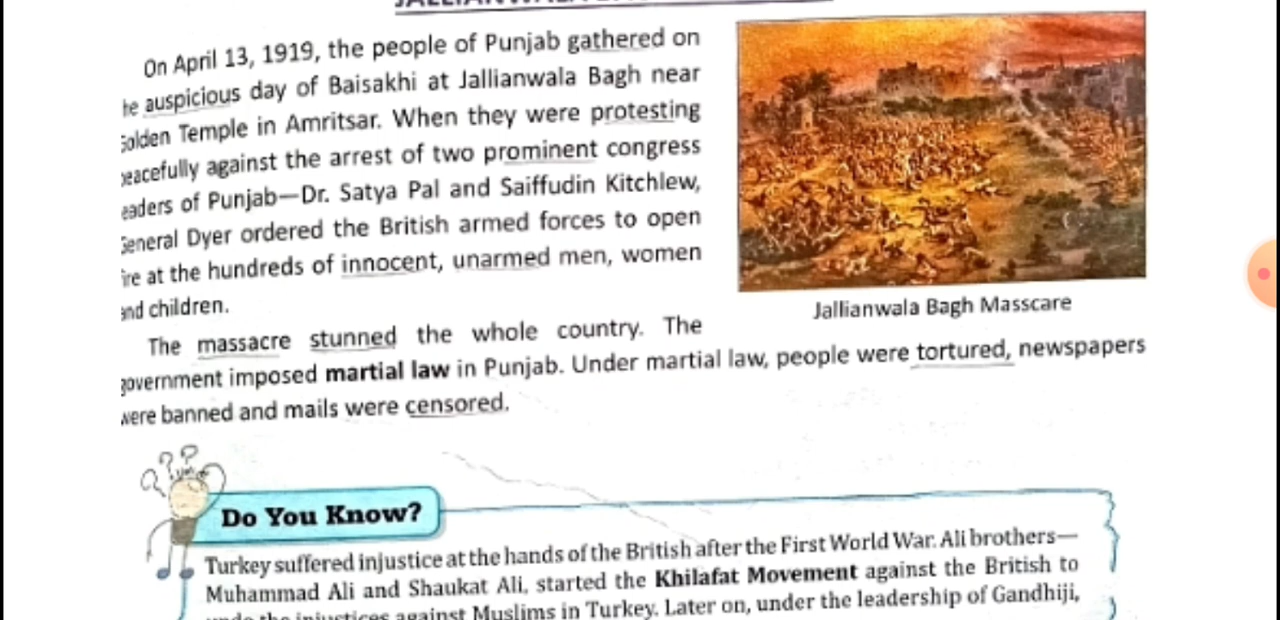 On April 13, 1919, the people of Punjab gathered on
he auspicious day of Baisakhi at Jallianwala Bagh near
Golden Temple in Amritsar. When they were protesting
peacefully against the arrest of two prominent congress
eaders of Punjab—Dr. Satya Pal and Saiffudin Kitchlew,
General Dyer ordered the British armed forces to open
ire at the hundreds of innocent, unarmed men, women
and children.
Jallianwala Bagh Masscare
The massacre stunned the whole country. The
government imposed martial law in Punjab. Under martial law, people were tortured, newspapers
were banned and mails were censored.
???
Do You Know?
Turkey suffered injustice at the hands of the British after the First World War. Ali brothers—
Muhammad Ali and Shaukat Ali, started the Khilafat Movement against the British to
the injustices against Muslims in Turkey. Later on, under the leadership of Gandhiji,